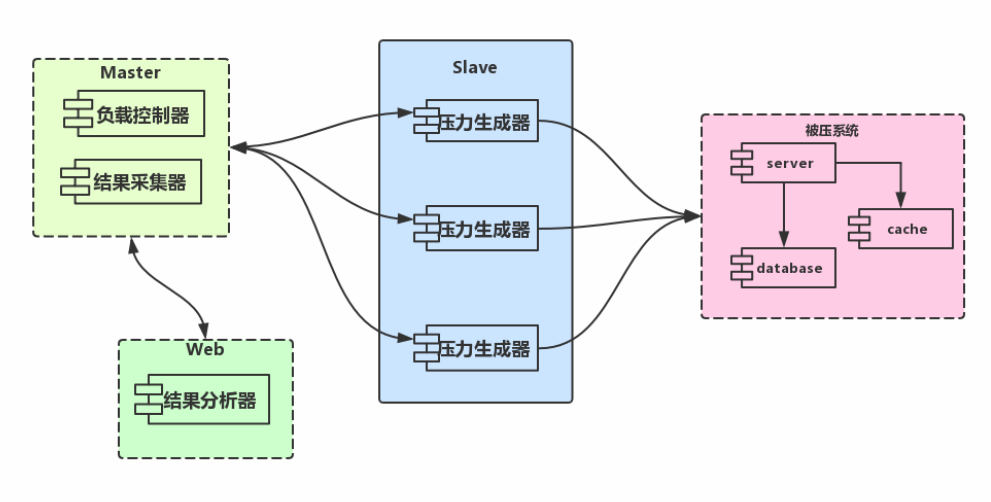 Master
负载控制器
结果采集器
Web
结果分析器
Slave
压力生成器
压力生成器
压力生成器
被压系统
server
cache
database